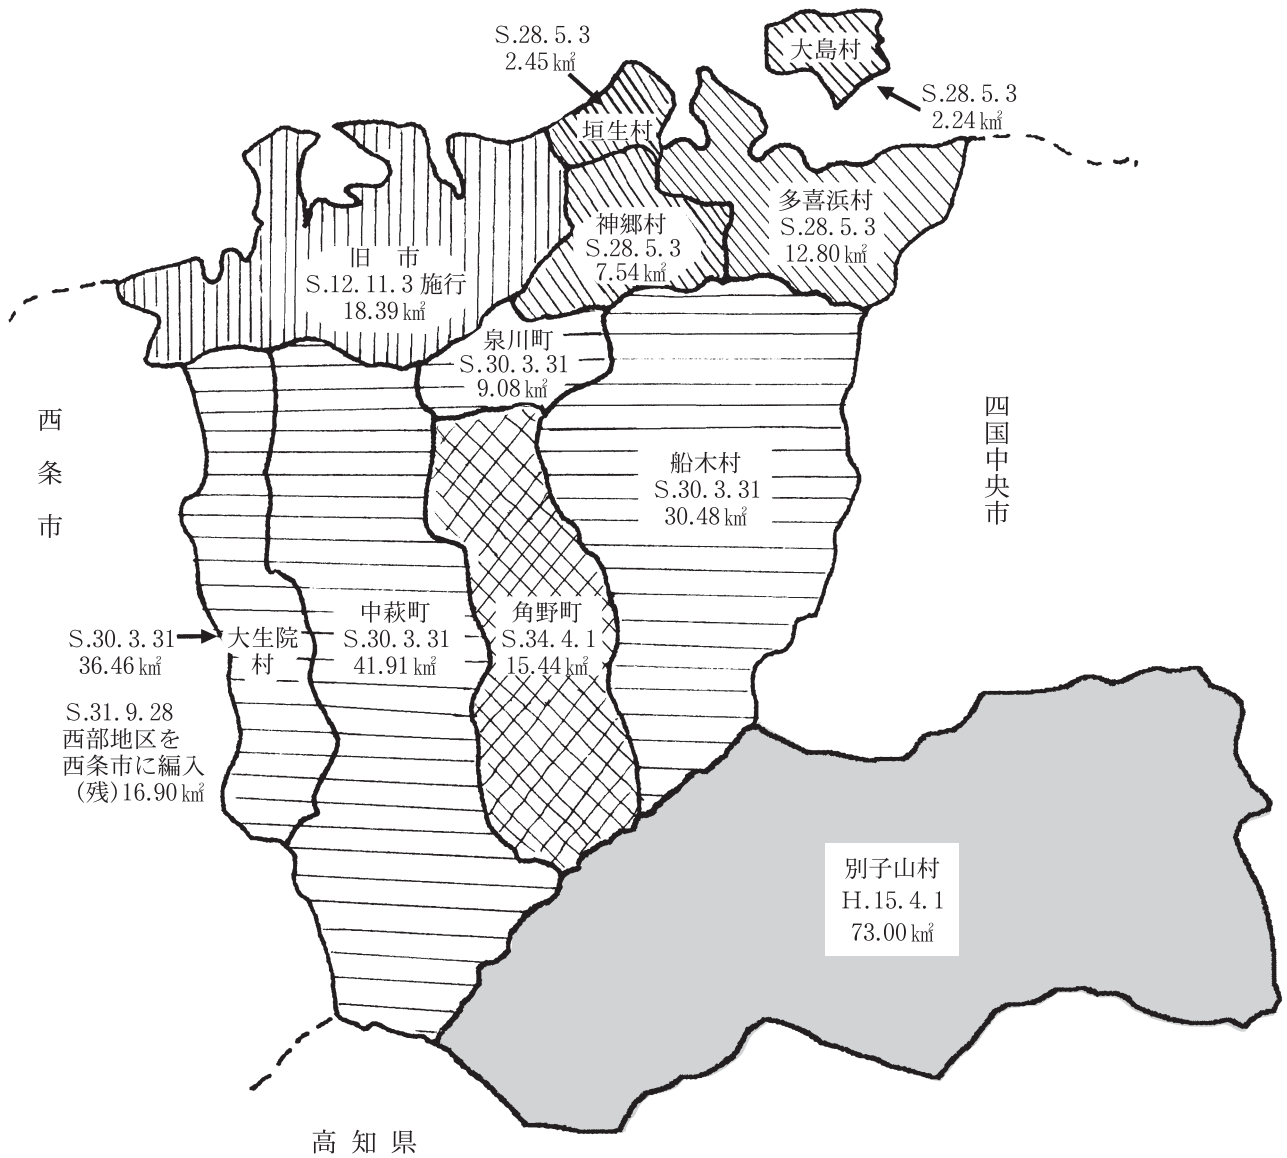 S.28.5.3
2.45㎢
大島村
S.28.5.3
2.24㎢
垣生村
多喜浜村
S.28.5.3
12.80㎢
神郷村
S.28.5.3
7.54㎢
旧 市
S.12.11.3 施行
18.39㎢
泉川町
S.30.3.31
9.08㎢
西条市
四国中央市
船木村
S.30.3.31
30.48㎢
中萩町
S.30.3.31
41.91㎢
角野町
S.34.4.1
15.44㎢
大生院
村
S.30.3.31
36.46㎢
S.31.9.28
西部地区を
西条市に編入
(残)16.90㎢
別子山村
H.15.4.1
73.00㎢
高知県